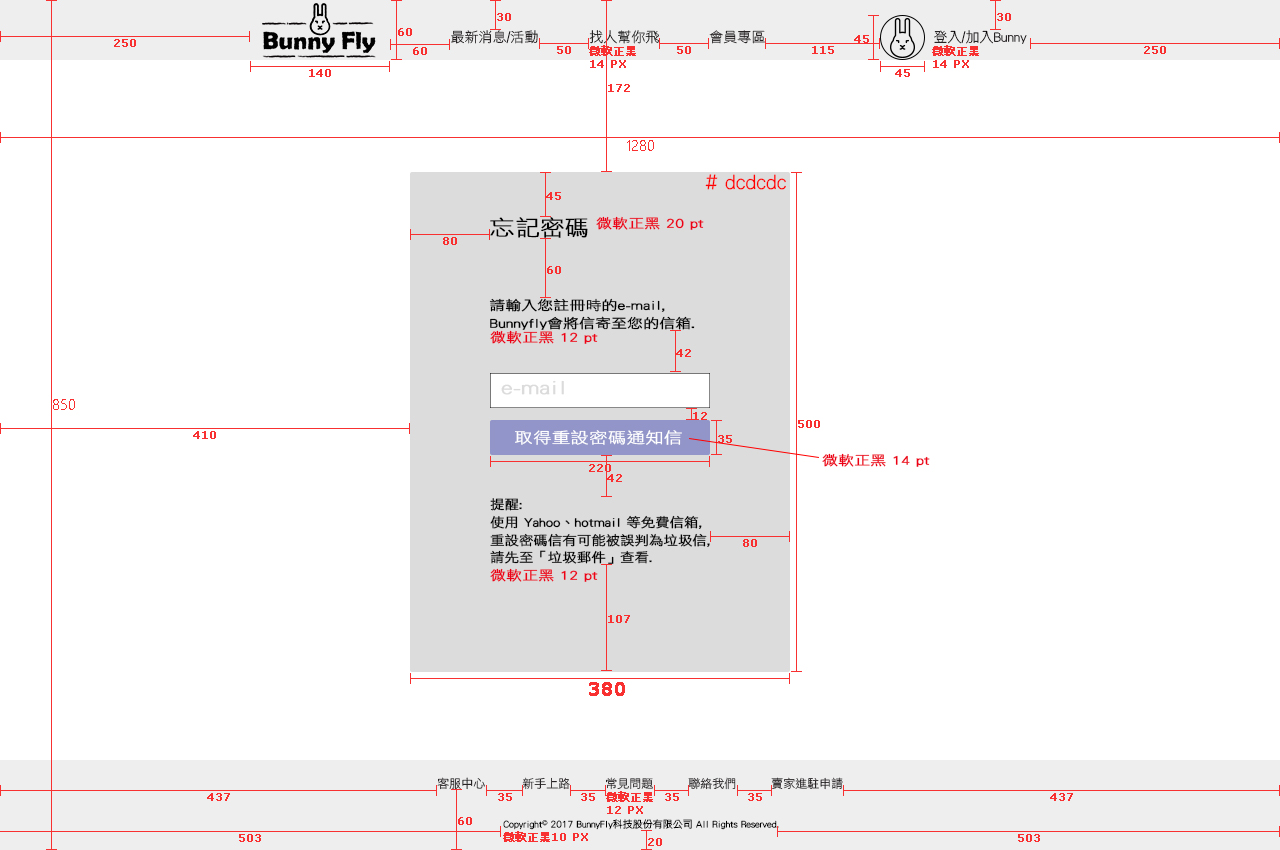 30
30
Bunny Fly
250
60
60
最新消息/活動
50
找人幫你飛
微軟正黑
14 PX
50
會員專區
115
45
登入/加入Bunny
微軟正黑
14 PX
250
140
45
172
1280
# dcdcdc
45
忘記密碼
微軟正黑 20 pt
80
60
請輸入您註冊時的e-mail,
Bunnyfly會將信寄至您的信箱.
微軟正黑 12 pt
42
e-mail
850
12
500
410
取得重設密碼通知信
35
微軟正黑 14 pt
220
42
提醒:
使用 Yahoo、hotmail 等免費信箱,
重設密碼信有可能被誤判為垃圾信,
請先至「垃圾郵件」查看.
80
微軟正黑 12 pt
107
380
客服中心
新手上路
常見問題
聯絡我們
賣家進駐申請
437
35
35
微軟正黑
12 PX
35
35
437
60
Copyright© 2017 BunnyFly科技股份有限公司 All Rights Reserved.
503
微軟正黑10 PX
20
503